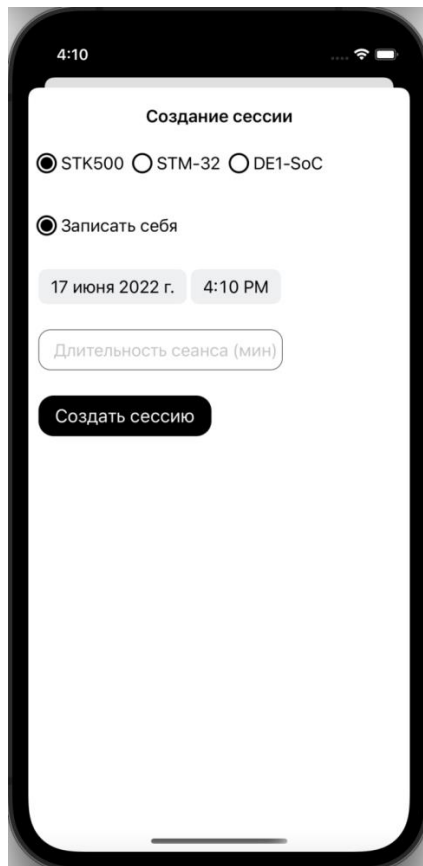 4:10
Создание сессии
STK500 STM-32 DE1-SoC
Записать себя
17 июня 2022 г. 4:10 PM
Длительность сеанса (мин)
Создать сессию